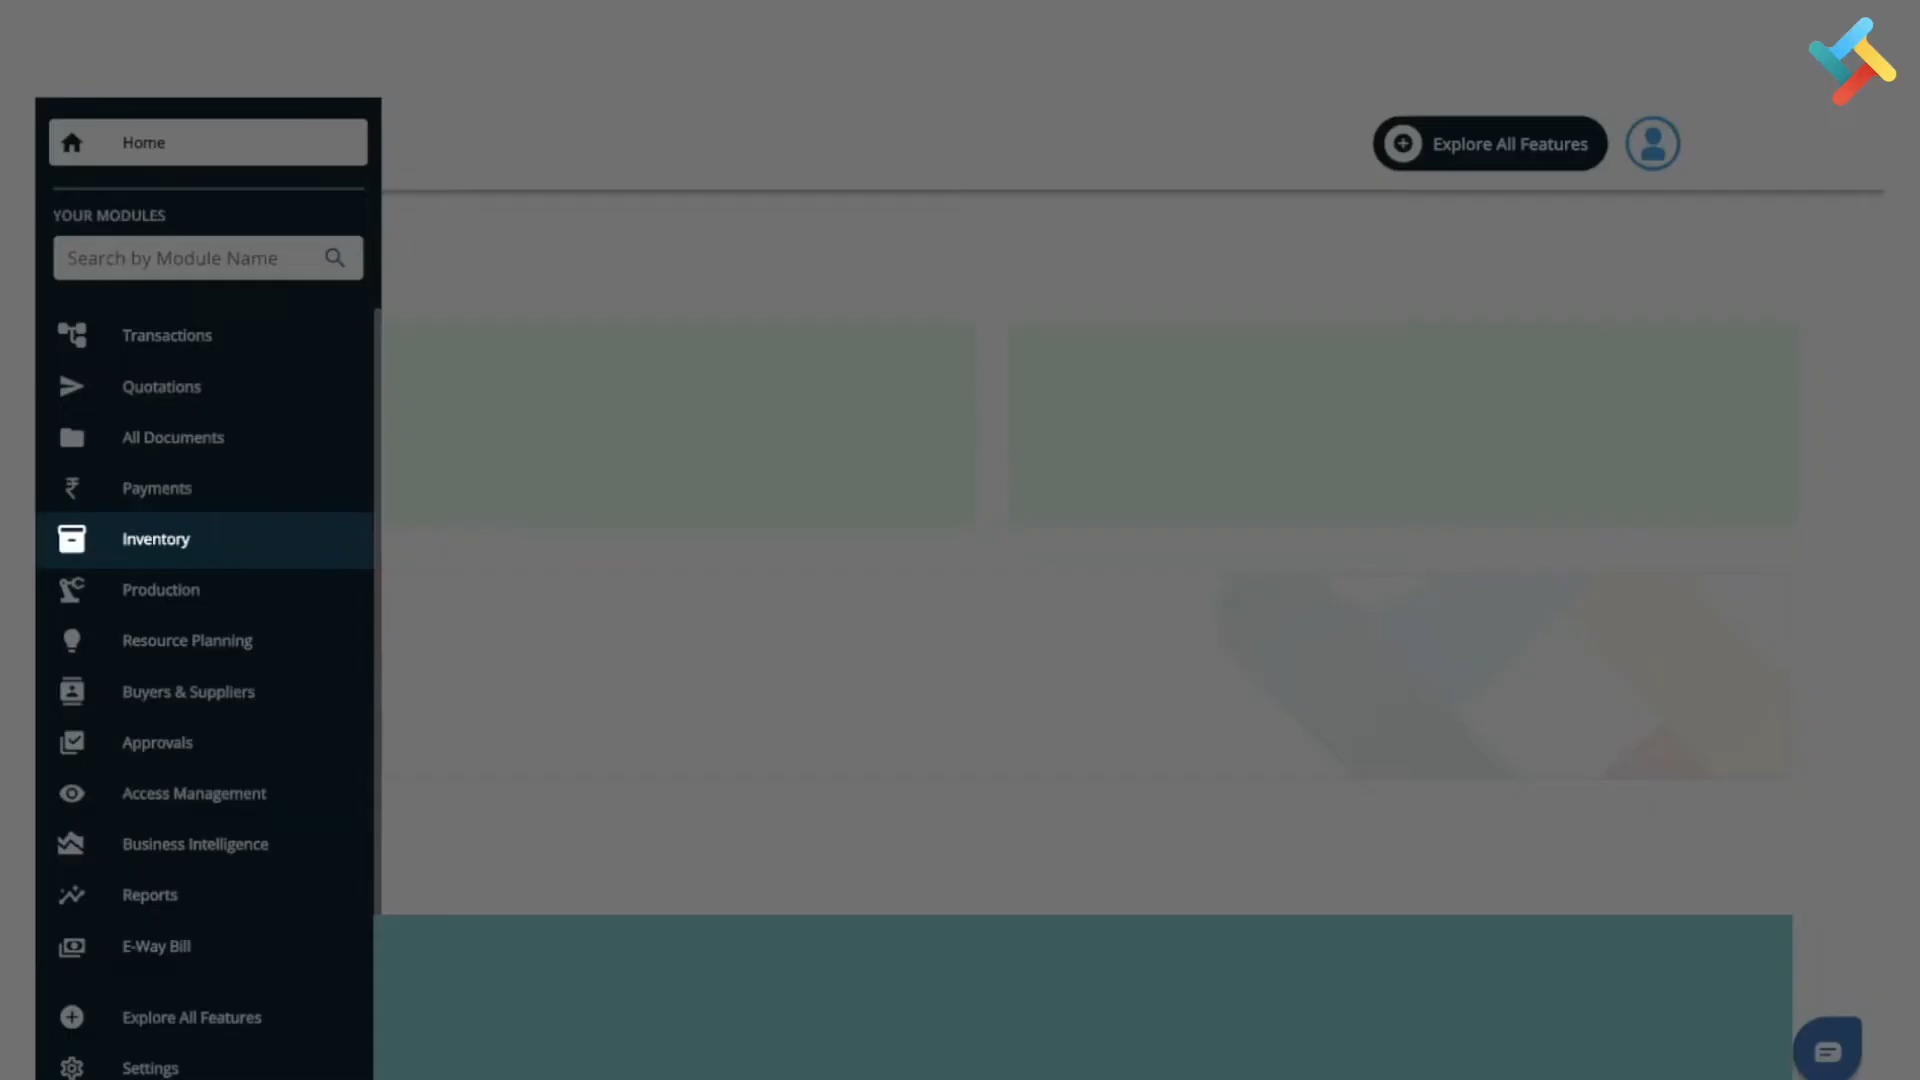 Home
Explore All Features
YOUR MODULES
Search by Module Name
Transactions
Quotations
All Documents
Payments
Inventory
Production
Resource Planning
Buyers & Suppliers
Approvals
Access Management
Business Intelligence
Reports
E-Way Bill
Explore All Features
Settings